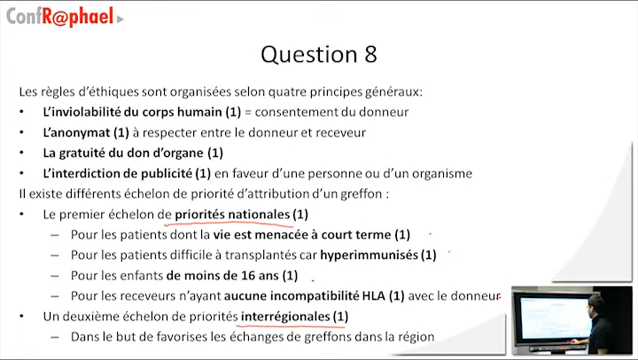 ConfR@phael
Question 8
Les règles d'éthiques sont organisées selon quatre principes généraux:
• L'inviolabilité du corps humain (1) = consentement du donneur
• L'anonymat (1) à respecter entre le donneur et receveur
• La gratuité du don d'organe (1)
• L'interdiction de publicité (1) en faveur d'une personne ou d'un organisme
Il existe différents échelon de priorité d'attribution d'un greffon :
• Le premier échelon de priorités nationales (1)
– Pour les patients dont la vie est menacée à court terme (1)
– Pour les patients difficile à transplantés car hyperimmunisés (1)
– Pour les enfants de moins de 16 ans (1)
– Pour les receveurs n'ayant aucune incompatibilité HLA (1) avec le donneur
• Un deuxième échelon de priorités interrégionales (1)
– Dans le but de favorises les échanges de greffons dans la région